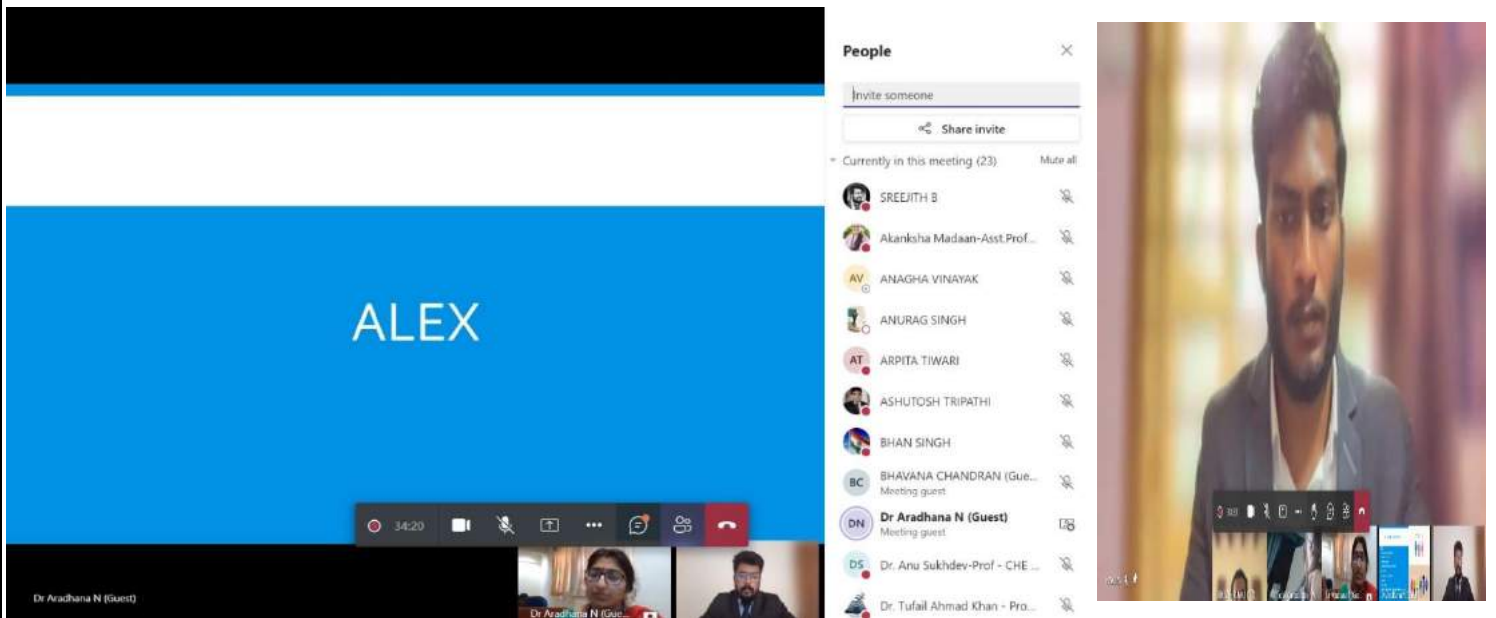 ALEX
34:20
Dr Aradhana N (Guest)
Dr Aradhana N (Gue...
People
Invite someone
Share invite
Currently in this meeting (23) Mute all
SREEJITH B
Akanksha Madaan-Asst.Prof...
AV ANAGHA VINAYAK
ANURAG SINGH
AT ARPITA TIWARI
ASHUTOSH TRIPATHI
BHAN SINGH
BC BHAVANA CHANDRAN (Gue...
Meeting guest
DN Dr Aradhana N (Guest)
Meeting guest
DS Dr. Anu Sukhdev-Prof - CHE ...
Dr. Tufail Ahmad Khan - Pro...